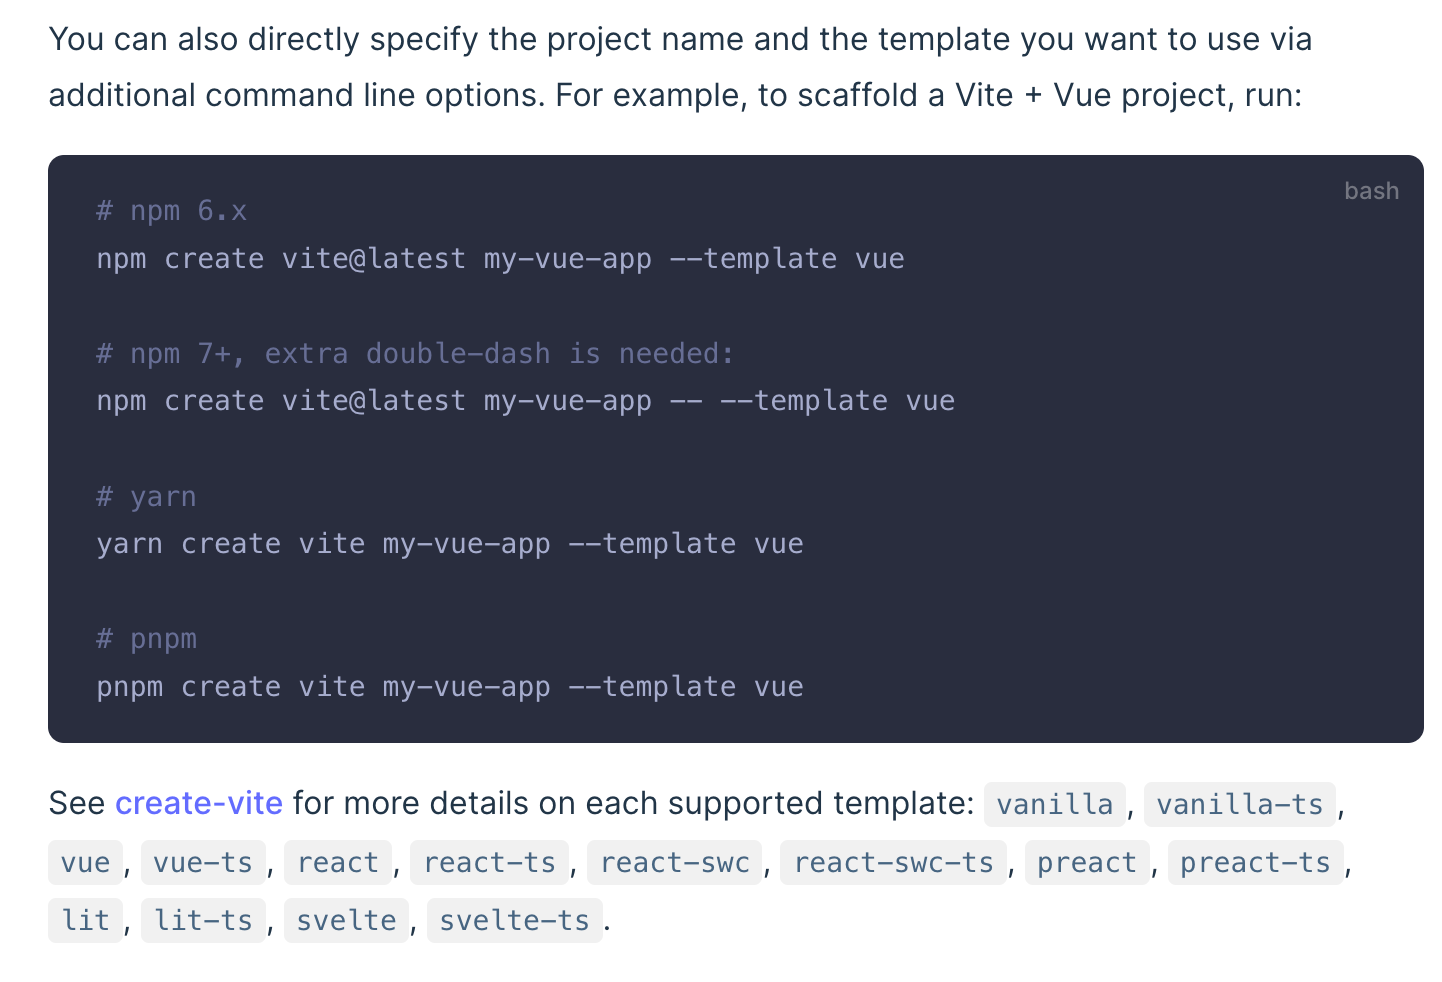 You can also directly specify the project name and the template you want to use via
additional command line options. For example, to scaffold a Vite + Vue project, run:
bash
# npm 6.x
npm create vite@latest my-vue-app --template vue
# npm 7+, extra double-dash is needed:
npm create vite@latest my-vue-app -- --template vue
# yarn
yarn create vite my-vue-app --template vue
# pnpm
pnpm create vite my-vue-app --template vue
See create-vite for more details on each supported template: vanilla, vanilla-ts,
vue, vue-ts, react, react-ts, react-swc, react-swc-ts, preact, preact-ts,
lit, lit-ts, svelte, svelte-ts.